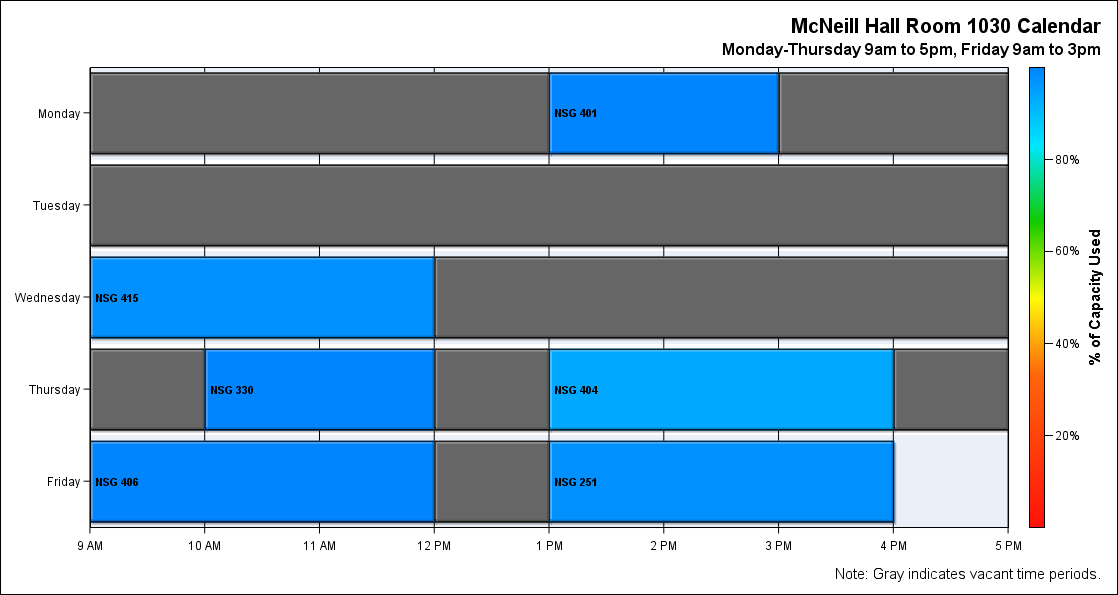 McNeill Hall Room 1030 Calendar
Monday-Thursday 9am to 5pm, Friday 9am to 3pm
Monday
NSG 401
Tuesday
Wednesday
NSG 415
Thursday
NSG 330
NSG 404
Friday
NSG 406
NSG 251
9 AM 10 AM 11 AM 12 PM 1 PM 2 PM 3 PM 4 PM 5 PM
80%
60%
40%
20%
% of Capacity Used
Note: Gray indicates vacant time periods.